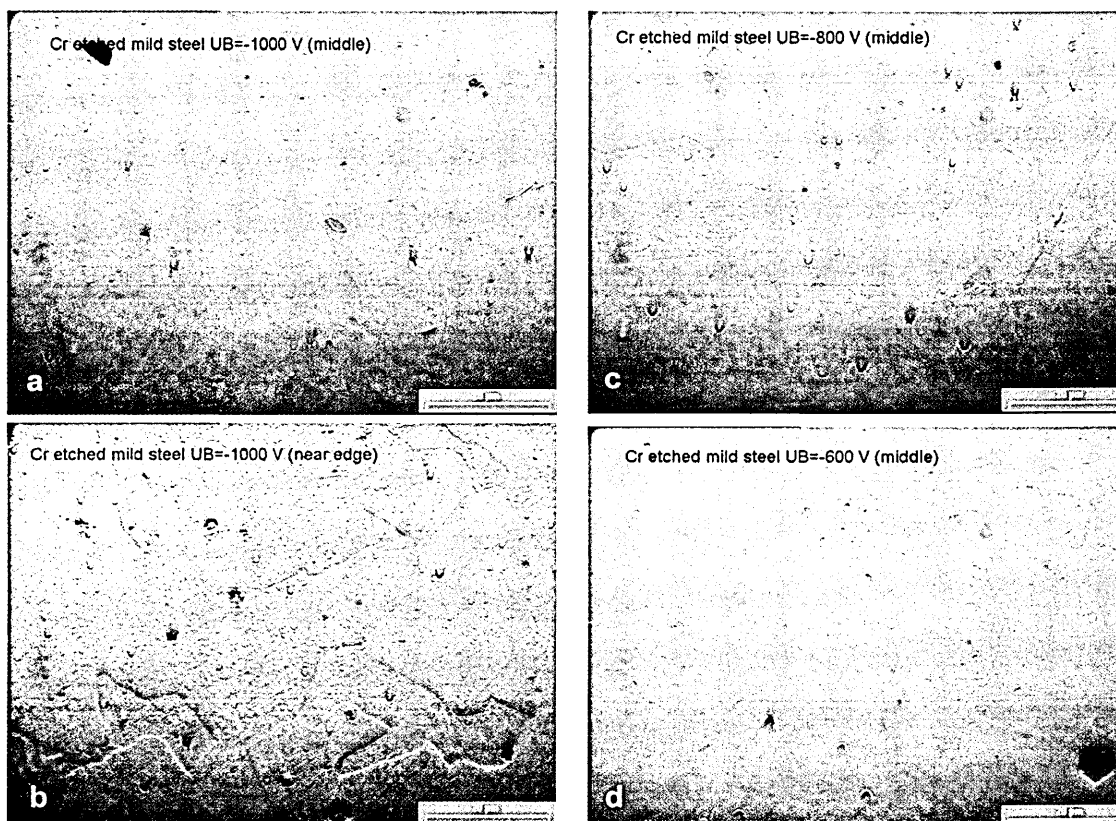 Cr etched mild steel UB=-1000 V (middle)
a
Cr etched mild steel UB=-1000 V (near edge)
b
Cr etched mild steel UB=-800 V (middle)
c
Cr etched mild steel UB=-600 V (middle)
d